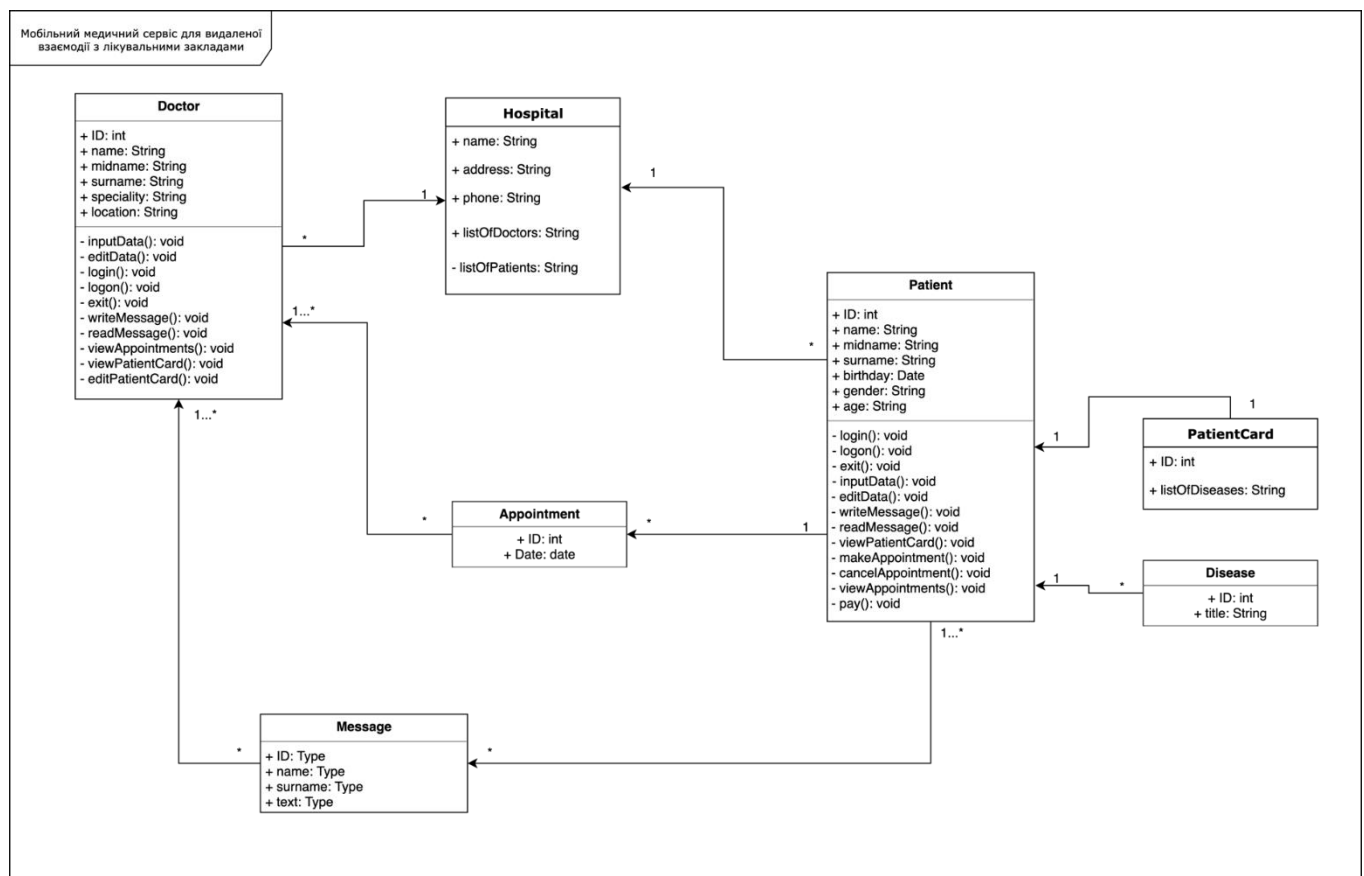 Мобільний медичний сервіс для видаленої
взаємодії з лікувальними закладами
Doctor
+ ID: int
+ name: String
+ midname: String
+ surname: String
+ speciality: String
+ location: String
- inputData(): void
- editData(): void
- login(): void
- logon(): void
- exit(): void
- writeMessage(): void
- readMessage(): void
- viewAppointments(): void
- viewPatientCard(): void
- editPatientCard(): void
*
1
1...*
1...*
Hospital
+ name: String
+ address: String
+ phone: String
+ listOfDoctors: String
- listOfPatients: String
1
*
Patient
+ ID: int
+ name: String
+ midname: String
+ surname: String
+ birthday: Date
+ gender: String
+ age: String
- login(): void
- logon(): void
- exit(): void
- inputData(): void
- editData(): void
- writeMessage(): void
- readMessage(): void
- viewPatientCard(): void
- makeAppointment(): void
- cancelAppointment(): void
- viewAppointments(): void
- pay(): void
1
1
PatientCard
+ ID: int
+ listOfDiseases: String
*
Appointment
+ ID: int
+ Date: date
*
1
1
*
Disease
+ ID: int
+ title: String
1...*
*
Message
+ ID: Type
+ name: Type
+ surname: Type
+ text: Type
*